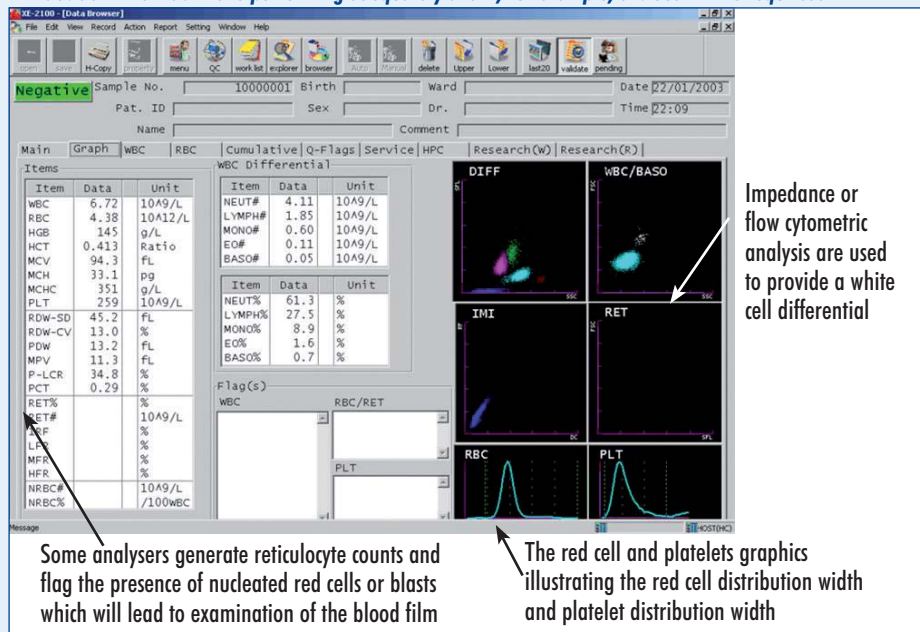 XE-2100 - [Data Browser]
File Edit View Record Action Report Setting Window Help
open save H-Copy property menu QC work list explorer browser Auto Manual delete Upper Lower last20 validate pending
Negative Sample No. 10000001 Birth Ward Date 22/01/2003
Pat. ID Sex Dr. Time 22:09
Name Comment
Main Graph WBC RBC Cumulative Q-Flags Service HPC Research(W) Research(R)
Items
Item Data Unit
WBC 6.72 10^9/L
RBC 4.38 10^12/L
HGB 145 g/L
HCT 0.413 Ratio
MCV 94.3 fL
MCH 33.1 pg
MCHC 351 g/L
PLT 259 10^9/L
RDW-SD 45.2 fL
RDW-CV 13.0 %
PDW 13.2 fL
MPV 11.3 fL
P-LCR 34.8 %
PCT 0.29 %
RET% %
RET# 10^9/L
IRF %
LFR %
MFR %
HFR %
NRBC# 10^9/L
NRBC% /100WBC
WBC Differential
Item Data Unit
NEUT# 4.11 10^9/L
LYMPH# 1.85 10^9/L
MONO# 0.60 10^9/L
EO# 0.11 10^9/L
BASO# 0.05 10^9/L
Item Data Unit
NEUT% 61.3 %
LYMPH% 27.5 %
MONO% 8.9 %
EO% 1.6 %
BASO% 0.7 %
Flag(s)
WBC RBC/RET
PLT
DIFF WBC/BASO
SFL FSC
SSC SSC
IMI RET
RF FSC
DC SFL
RBC PLT
Message HOST(HC)
Impedance or
flow cytometric
analysis are used
to provide a white
cell differential
Some analysers generate reticulocyte counts and
flag the presence of nucleated red cells or blasts
which will lead to examination of the blood film
The red cell and platelets graphics
illustrating the red cell distribution width
and platelet distribution width